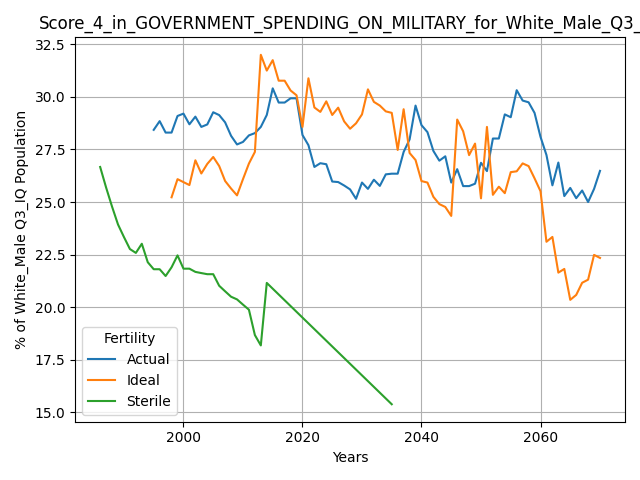 Score_4_in_GOVERNMENT_SPENDING_ON_MILITARY_for_White_Male_Q3_
% of White_Male Q3_IQ Population
32.5
30.0
27.5
25.0
22.5
20.0
17.5
15.0
Fertility
Actual
Ideal
Sterile
2000
2020
2040
2060
Years